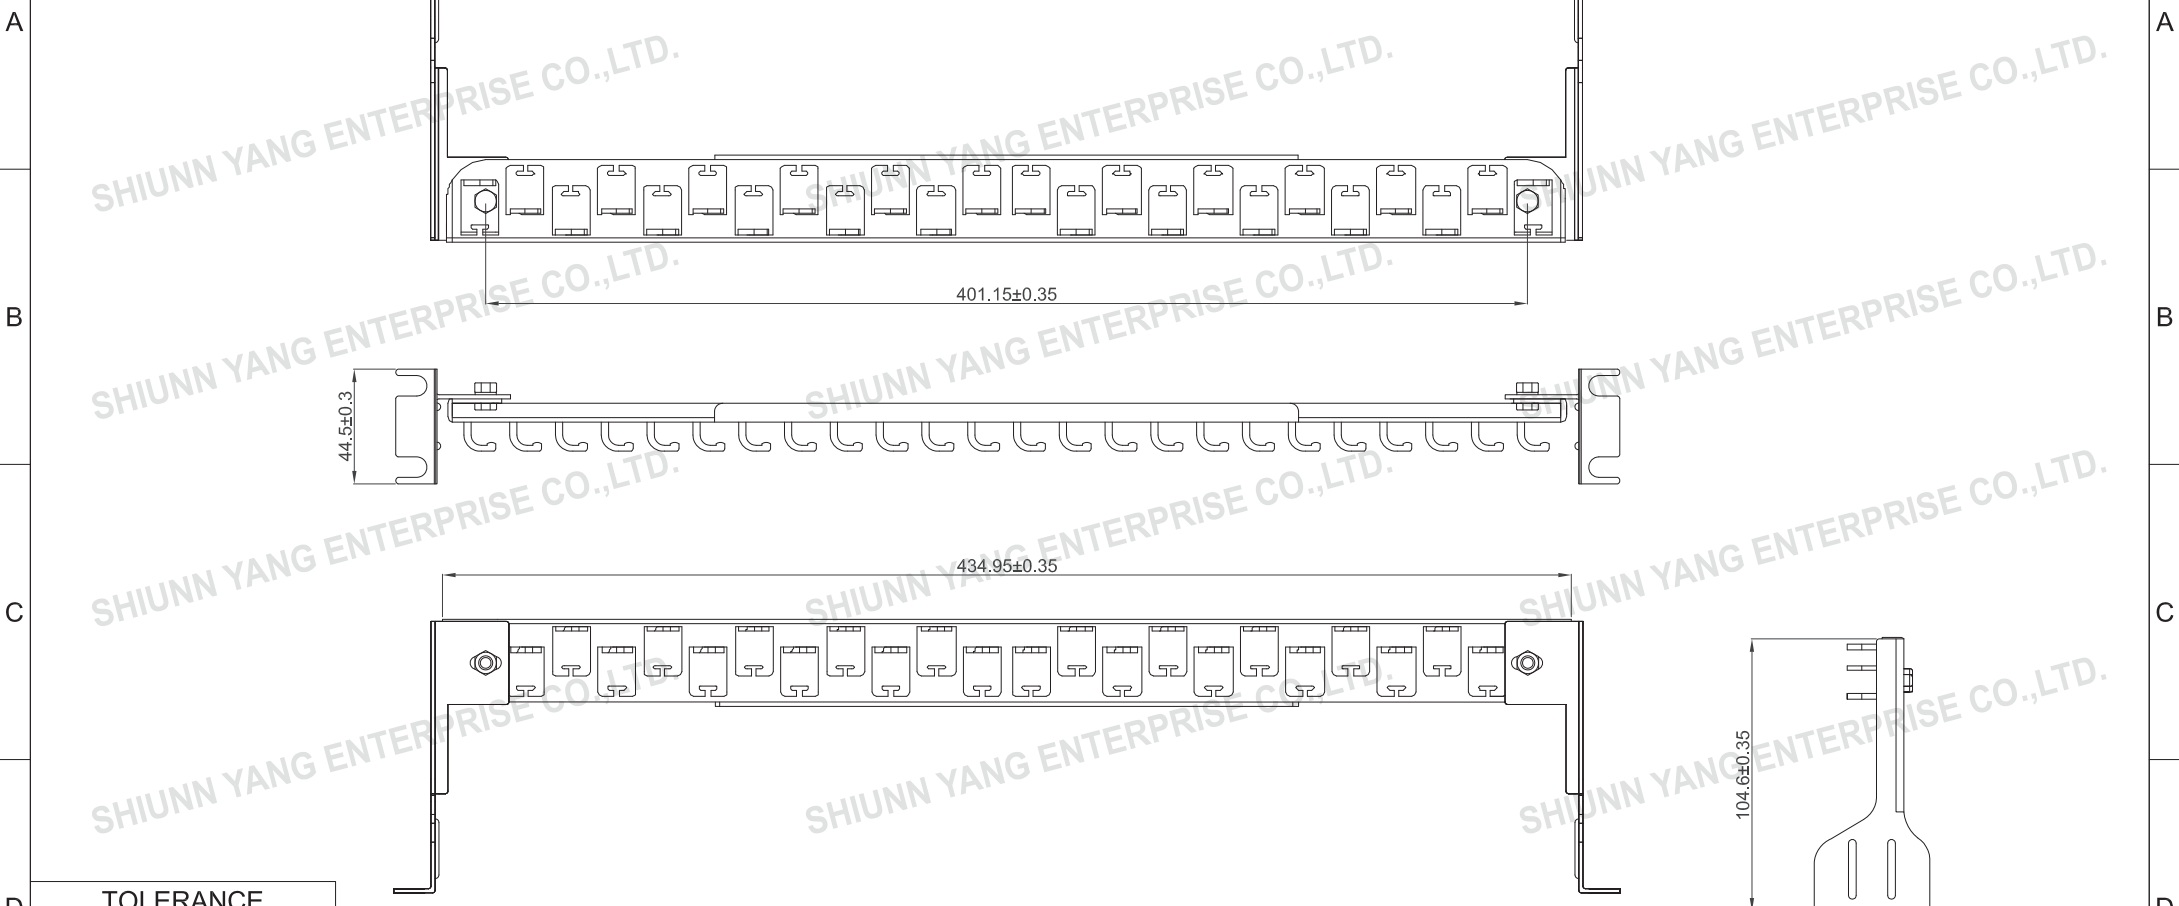 A
A
SHIUNN YANG ENTERPRISE CO.,LTD.
SHIUNN YANG ENTERPRISE CO.,LTD.
SHIUNN YANG ENTERPRISE CO.,LTD.
401.15±0.35
B
B
SHIUNN YANG ENTERPRISE CO.,LTD.
SHIUNN YANG ENTERPRISE CO.,LTD.
SHIUNN YANG ENTERPRISE CO.,LTD.
44.5±0.3
SHIUNN YANG ENTERPRISE CO.,LTD.
SHIUNN YANG ENTERPRISE CO.,LTD.
SHIUNN YANG ENTERPRISE CO.,LTD.
434.95±0.35
C
C
SHIUNN YANG ENTERPRISE CO.,LTD.
SHIUNN YANG ENTERPRISE CO.,LTD.
SHIUNN YANG ENTERPRISE CO.,LTD.
104.6±0.35
TOLERANCE
D
D